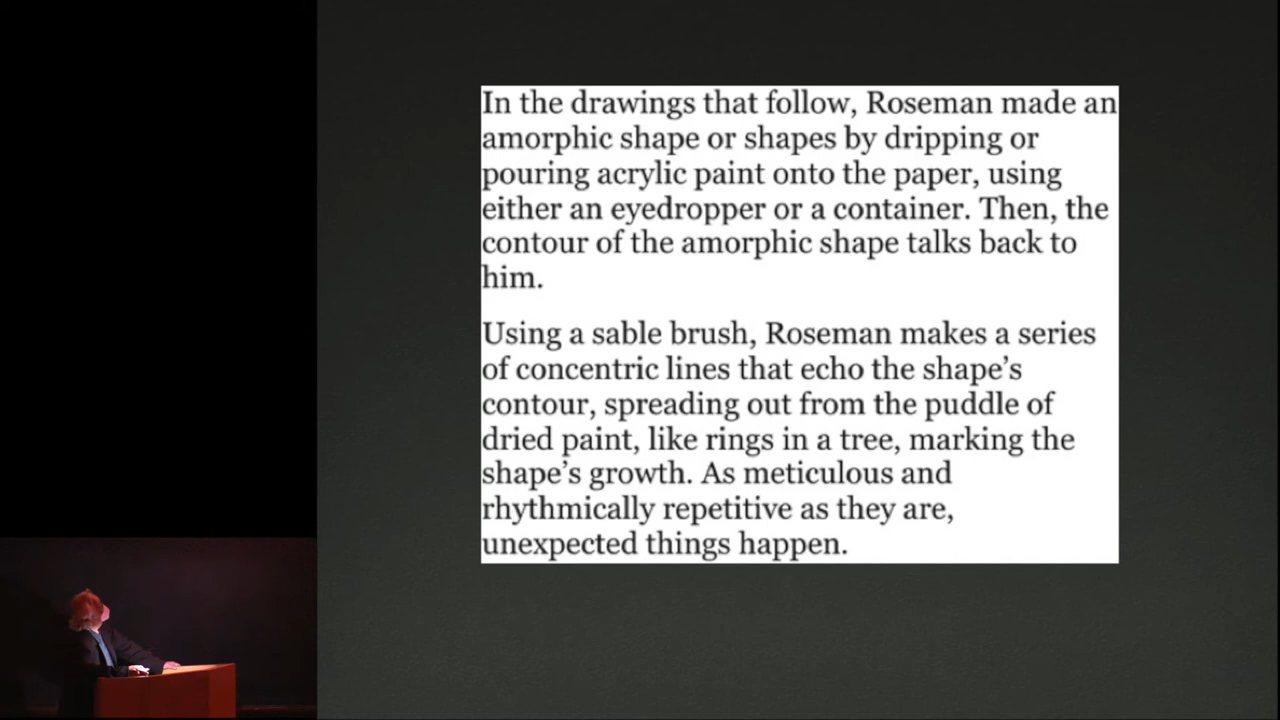 In the drawings that follow, Roseman made an
amorphic shape or shapes by dripping or
pouring acrylic paint onto the paper, using
either an eyedropper or a container. Then, the
contour of the amorphic shape talks back to
him.
Using a sable brush, Roseman makes a series
of concentric lines that echo the shape’s
contour, spreading out from the puddle of
dried paint, like rings in a tree, marking the
shape’s growth. As meticulous and
rhythmically repetitive as they are,
unexpected things happen.